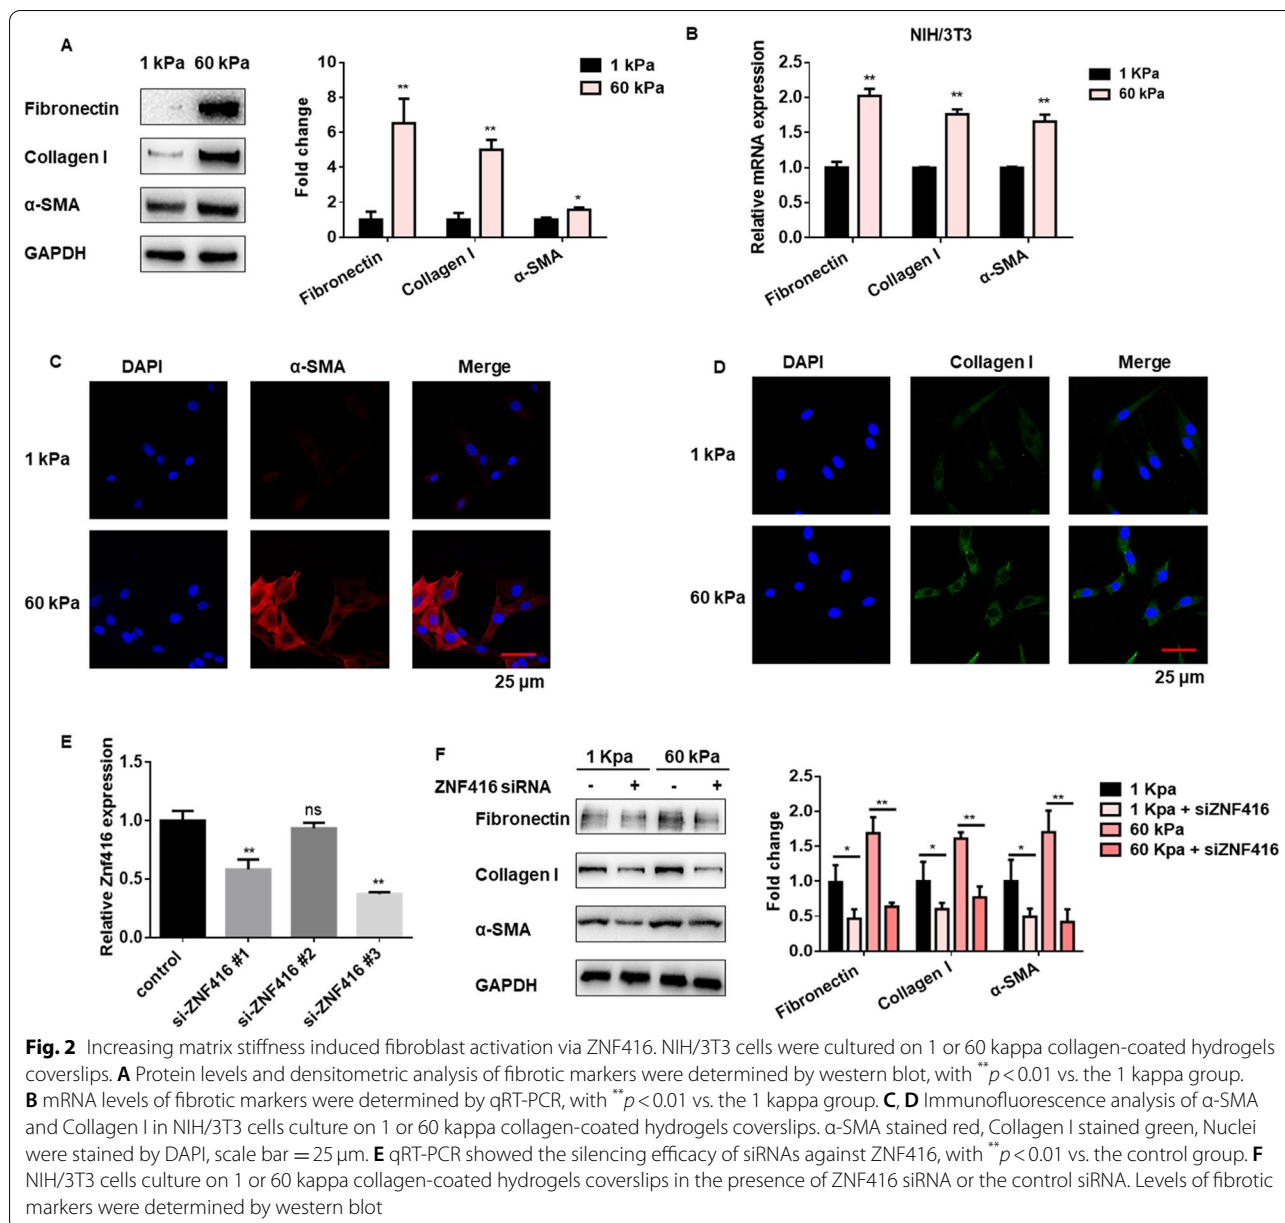 A
1 kPa 60 kPa
Fibronectin
Collagen I
α-SMA
GAPDH
Fold change
10
8
6
4
2
0
**
**
*
1 kPa
60 kPa
Fibronectin
Collagen I
α-SMA
B
NIH/3T3
Relative mRNA expression
2.5
2.0
1.5
1.0
0.5
0.0
**
**
**
1 KPa
60 kPa
Fibronectin
Collagen I
α-SMA
C
DAPI α-SMA Merge
1 kPa
60 kPa
25 µm
D
DAPI Collagen I Merge
1 kPa
60 kPa
25 µm
E
Relative Znf416 expression
1.5
1.0
0.5
0.0
**
ns
**
control
si-ZNF416 #1
si-ZNF416 #2
si-ZNF416 #3
F
1 Kpa 60 kPa
ZNF416 siRNA - + - +
Fibronectin
Collagen I
α-SMA
GAPDH
Fold change
2.5
2.0
1.5
1.0
0.5
0.0
*
**
*
**
*
**
1 Kpa
1 Kpa + siZNF416
60 kPa
60 Kpa + siZNF416
Fibronectin
Collagen I
α-SMA
Fig. 2 Increasing matrix stiffness induced fibroblast activation via ZNF416. NIH/3T3 cells were cultured on 1 or 60 kappa collagen-coated hydrogels
coverslips. A Protein levels and densitometric analysis of fibrotic markers were determined by western blot, with **p < 0.01 vs. the 1 kappa group.
B mRNA levels of fibrotic markers were determined by qRT-PCR, with **p < 0.01 vs. the 1 kappa group. C, D Immunofluorescence analysis of α-SMA
and Collagen I in NIH/3T3 cells culture on 1 or 60 kappa collagen-coated hydrogels coverslips. α-SMA stained red, Collagen I stained green, Nuclei
were stained by DAPI, scale bar = 25 µm. E qRT-PCR showed the silencing efficacy of siRNAs against ZNF416, with **p < 0.01 vs. the control group. F
NIH/3T3 cells culture on 1 or 60 kappa collagen-coated hydrogels coverslips in the presence of ZNF416 siRNA or the control siRNA. Levels of fibrotic
markers were determined by western blot